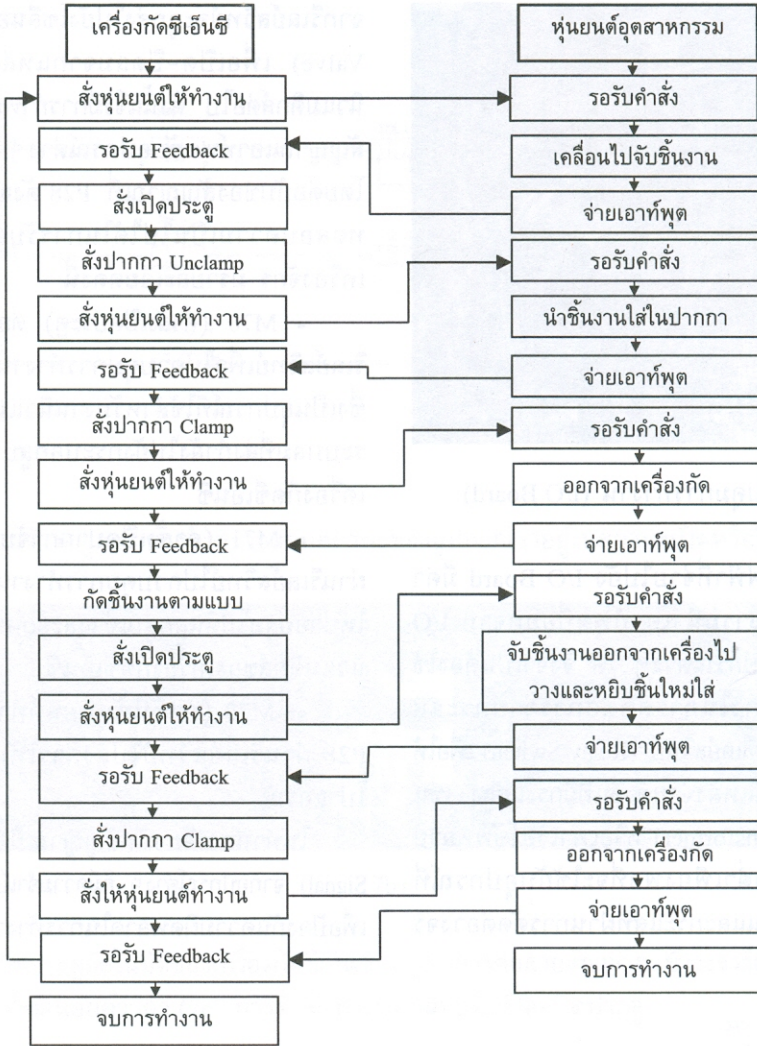 เครื่องกัดซีเอ็นซี
สั่งหุ่นยนต์ให้ทำงาน
รอรับ Feedback
สั่งเปิดประตู
สั่งปากกา Unclamp
สั่งหุ่นยนต์ให้ทำงาน
รอรับ Feedback
สั่งปากกา Clamp
สั่งหุ่นยนต์ให้ทำงาน
รอรับ Feedback
กัดชิ้นงานตามแบบ
สั่งเปิดประตู
สั่งหุ่นยนต์ให้ทำงาน
รอรับ Feedback
สั่งปากกา Clamp
สั่งให้หุ่นยนต์ทำงาน
รอรับ Feedback
จบการทำงาน
หุ่นยนต์อุตสาหกรรม
รอรับคำสั่ง
เคลื่อนไปจับชิ้นงาน
จ่ายเอาท์พุต
รอรับคำสั่ง
นำชิ้นงานใส่ในปากกา
จ่ายเอาท์พุต
รอรับคำสั่ง
ออกจากเครื่องกัด
จ่ายเอาท์พุต
รอรับคำสั่ง
จับชิ้นงานออกจากเครื่องไป
วางและหยิบชิ้นใหม่ใส่
จ่ายเอาท์พุต
รอรับคำสั่ง
ออกจากเครื่องกัด
จ่ายเอาท์พุต
จบการทำงาน